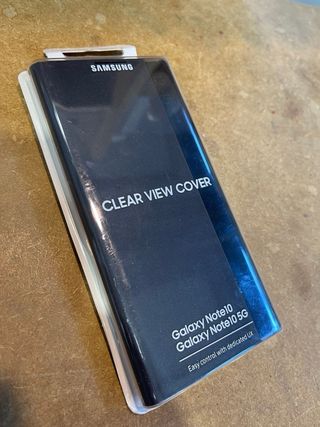 SAMSUNG
CLEAR VIEW COVER
Galaxy Note10
Galaxy Note10 5G
Easy control with dedicated UX